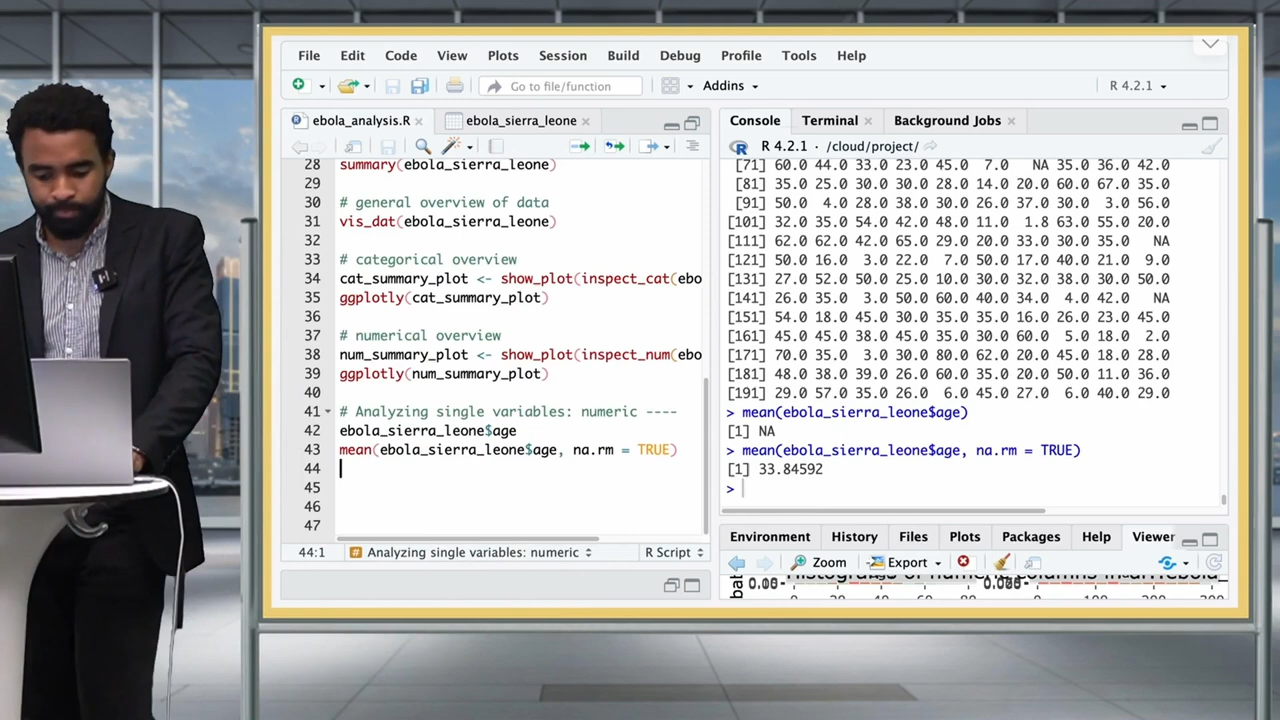 File Edit Code View Plots Session Build Debug Profile Tools Help
Go to file/function Addins R 4.2.1
ebola_analysis.R ebola_sierra_leone
28 summary(ebola_sierra_leone)
29
30 # general overview of data
31 vis_dat(ebola_sierra_leone)
32
33 # categorical overview
34 cat_summary_plot <- show_plot(inspect_cat(ebo
35 ggplotly(cat_summary_plot)
36
37 # numerical overview
38 num_summary_plot <- show_plot(inspect_num(ebo
39 ggplotly(num_summary_plot)
40
41 # Analyzing single variables: numeric ----
42 ebola_sierra_leone$age
43 mean(ebola_sierra_leone$age, na.rm = TRUE)
44
45
46
47
44:1 # Analyzing single variables: numeric R Script
Console Terminal Background Jobs
R 4.2.1 · /cloud/project/
[71] 60.0 44.0 33.0 23.0 45.0 7.0 NA 35.0 36.0 42.0
[81] 35.0 25.0 30.0 30.0 28.0 14.0 20.0 60.0 67.0 35.0
[91] 50.0 4.0 28.0 38.0 30.0 26.0 37.0 30.0 3.0 56.0
[101] 32.0 35.0 54.0 42.0 48.0 11.0 1.8 63.0 55.0 20.0
[111] 62.0 62.0 42.0 65.0 29.0 20.0 33.0 30.0 35.0 NA
[121] 50.0 16.0 3.0 22.0 7.0 50.0 17.0 40.0 21.0 9.0
[131] 27.0 52.0 50.0 25.0 10.0 30.0 32.0 38.0 30.0 50.0
[141] 26.0 35.0 3.0 50.0 60.0 40.0 34.0 4.0 42.0 NA
[151] 54.0 18.0 45.0 30.0 35.0 35.0 16.0 26.0 23.0 45.0
[161] 45.0 45.0 38.0 45.0 35.0 30.0 60.0 5.0 18.0 2.0
[171] 70.0 35.0 3.0 30.0 80.0 62.0 20.0 45.0 18.0 28.0
[181] 48.0 38.0 39.0 26.0 60.0 35.0 20.0 50.0 11.0 36.0
[191] 29.0 57.0 35.0 26.0 6.0 45.0 27.0 6.0 40.0 29.0
> mean(ebola_sierra_leone$age)
[1] NA
> mean(ebola_sierra_leone$age, na.rm = TRUE)
[1] 33.84592
>
Environment History Files Plots Packages Help Viewer
Zoom Export